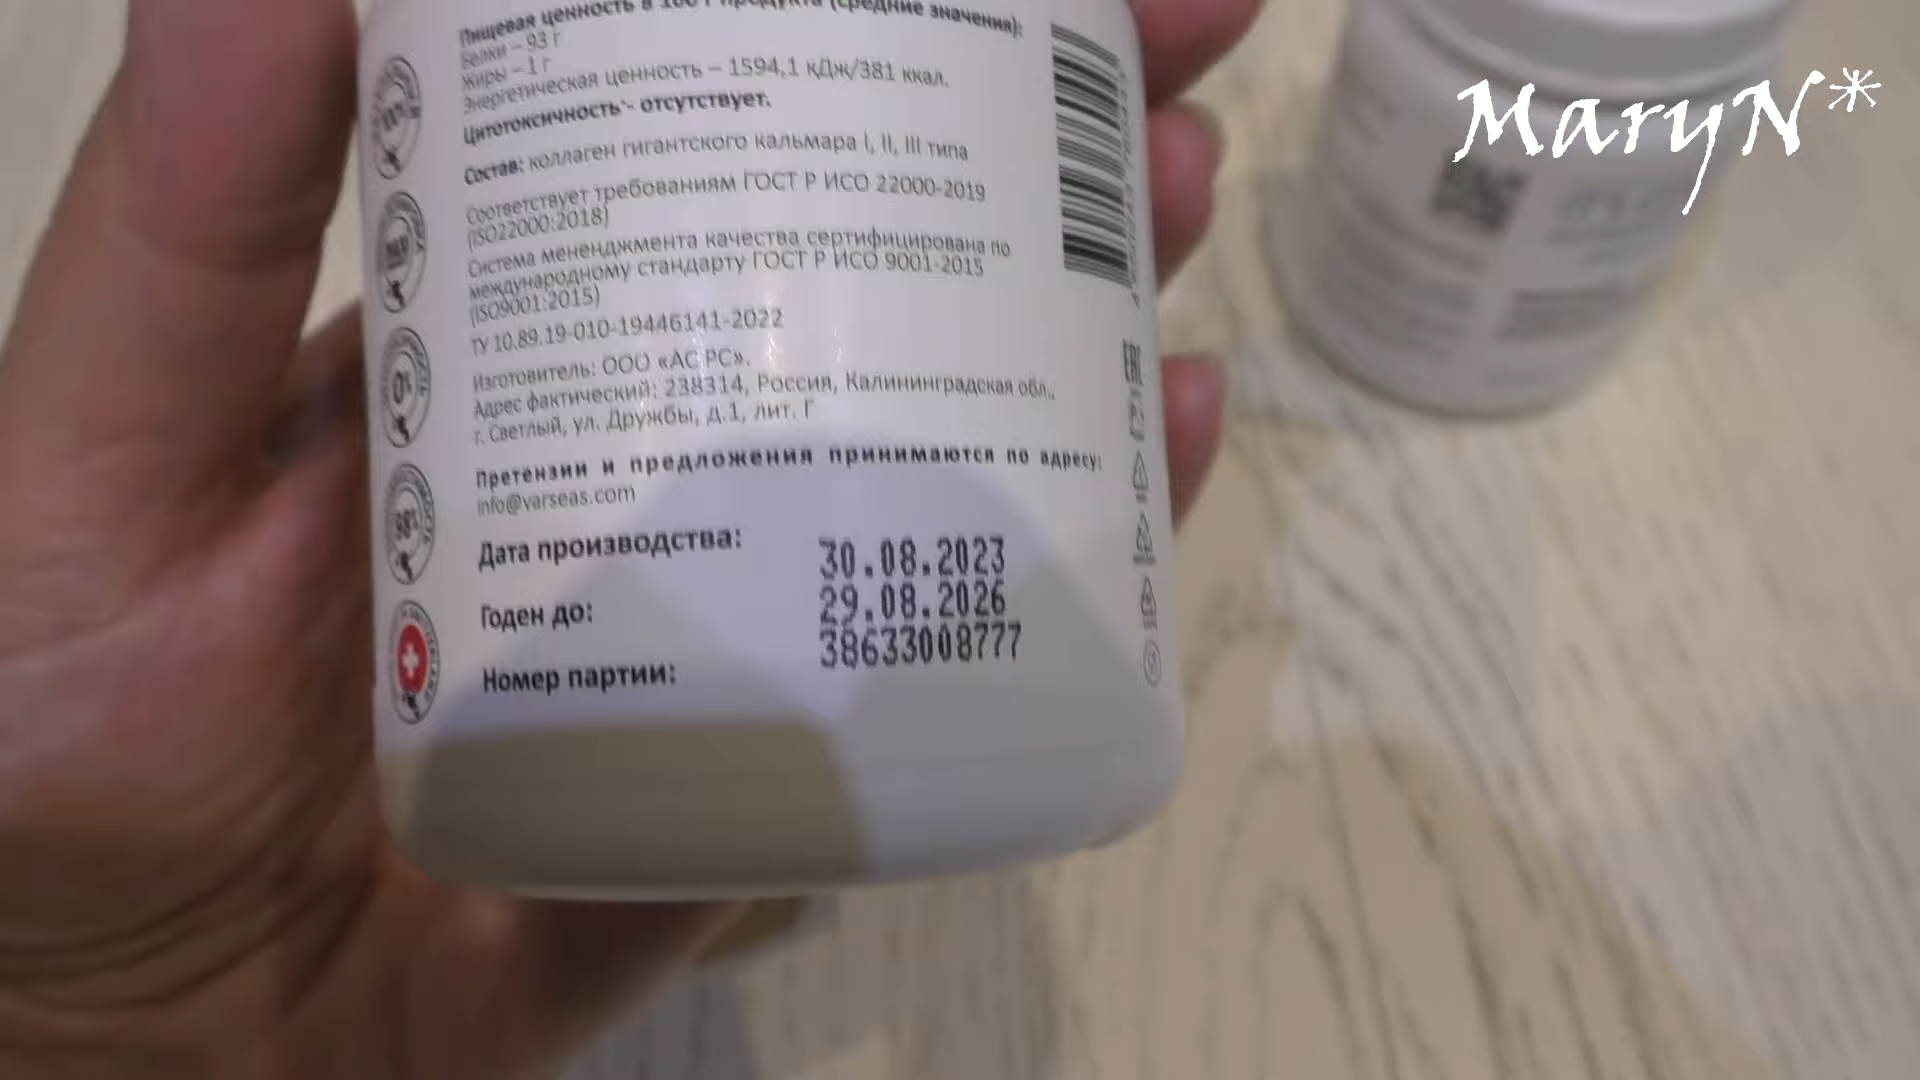 Пищевая ценность в 100 г продукта (средние значения):
Белки – 93 г
Жиры – 1 г
Энергетическая ценность – 1594,1 кДж/381 ккал.
Цитотоксичность - отсутствует.
Состав: коллаген гигантского кальмара I, II, III типа
Соответствует требованиям ГОСТ Р ИСО 22000-2019
(ISO22000:2018)
Система менеджмента качества сертифицирована по
международному стандарту ГОСТ Р ИСО 9001-2015
(ISO9001:2015)
ТУ 10.89.19-010-19446141-2022
Изготовитель: ООО «АС РС».
Адрес фактический: 238314, Россия, Калининградская обл.,
г. Светлый, ул. Дружбы, д.1, лит. Г
Претензии и предложения принимаются по адресу:
info@varseas.com
Дата производства: 30.08.2023
Годен до: 29.08.2026
Номер партии: 38633008777
98%
EAC
MaryN*